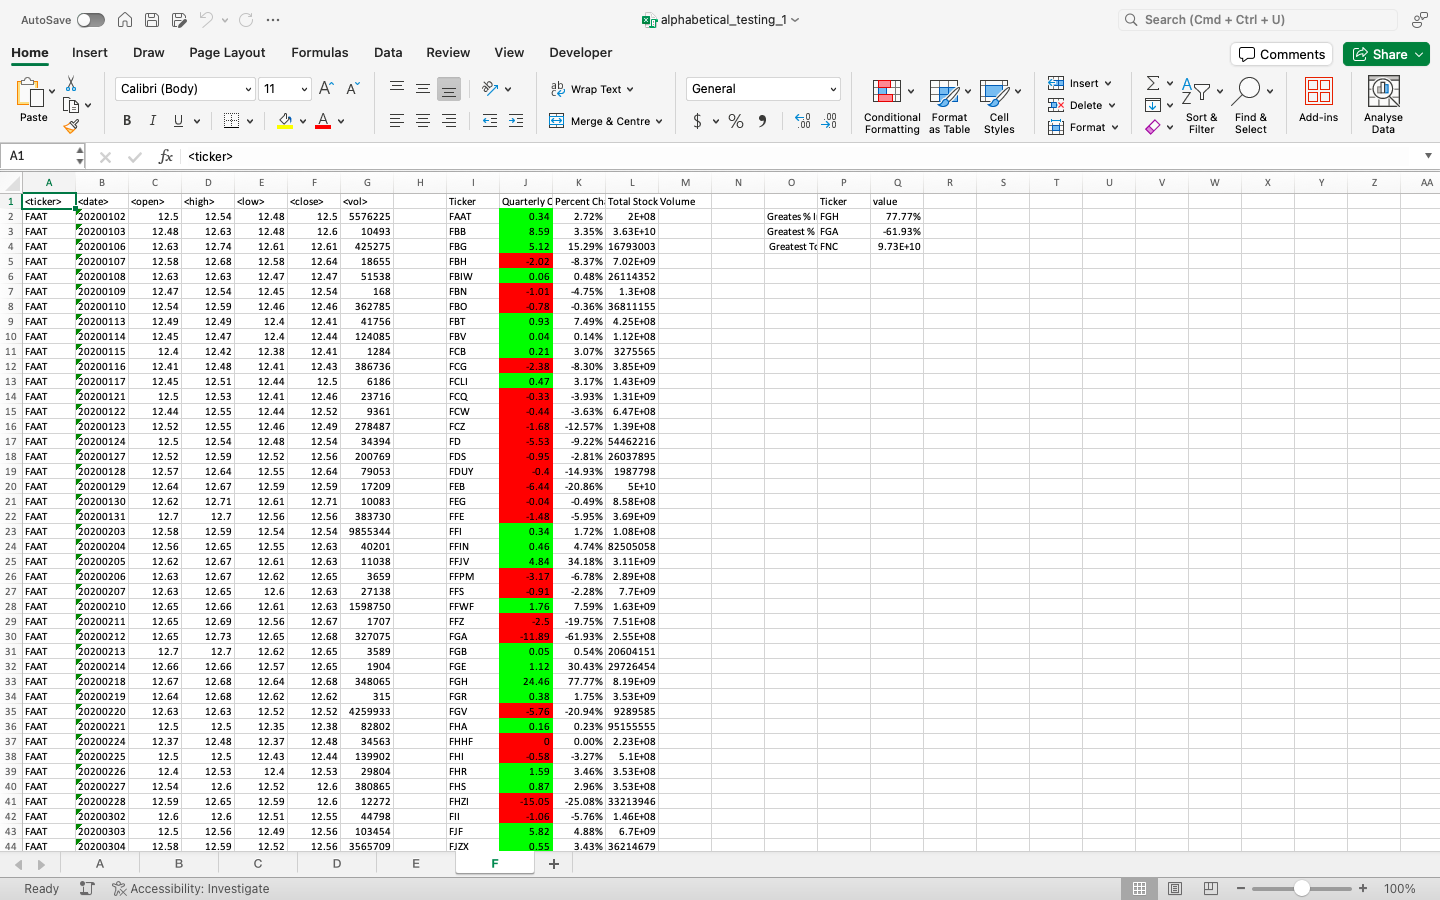 AutoSave
alphabetical_testing_1
Search (Cmd + Ctrl + U)
Home Insert Draw Page Layout Formulas Data Review View Developer
Comments Share
Paste
Calibri (Body) 11
B I U
Wrap Text
Merge & Centre
General
$ % 
Conditional Formatting
Format as Table
Cell Styles
Insert
Delete
Format
Sort & Filter
Find & Select
Add-ins
Analyse Data
A1 fx <ticker>
A B C D E F G H I J K L M N O P Q R S T U V W X Y Z AA
1 <ticker> <date> <open> <high> <low> <close> <vol> Ticker Quarterly C Percent Ch Total Stock Volume Ticker value
2 FAAT 20200102 12.5 12.54 12.48 12.5 5576225 FAAT 0.34 2.72% 2E+08 Greates % I FGH 77.77%
3 FAAT 20200103 12.48 12.63 12.48 12.6 10493 FBB 8.59 3.35% 3.63E+10 Greatest % FGA -61.93%
4 FAAT 20200106 12.63 12.74 12.61 12.61 425275 FBG 5.12 15.29% 16793003 Greatest To FNC 9.73E+10
5 FAAT 20200107 12.58 12.68 12.58 12.64 18655 FBH -2.02 -8.37% 7.02E+09
6 FAAT 20200108 12.63 12.63 12.47 12.47 51538 FBIW 0.06 0.48% 26114352
7 FAAT 20200109 12.47 12.54 12.45 12.54 168 FBN -1.01 -4.75% 1.3E+08
8 FAAT 20200110 12.54 12.59 12.46 12.46 362785 FBO -0.78 -0.36% 36811155
9 FAAT 20200113 12.49 12.49 12.4 12.41 41756 FBT 0.93 7.49% 4.25E+08
10 FAAT 20200114 12.45 12.47 12.4 12.44 124085 FBV 0.04 0.14% 1.12E+08
11 FAAT 20200115 12.4 12.42 12.38 12.41 1284 FCB 0.21 3.07% 3275565
12 FAAT 20200116 12.41 12.48 12.41 12.43 386736 FCG -2.38 -8.30% 3.85E+09
13 FAAT 20200117 12.45 12.51 12.44 12.5 6186 FCLI 0.47 3.17% 1.43E+09
14 FAAT 20200121 12.5 12.53 12.41 12.46 23716 FCQ -0.33 -3.93% 1.31E+09
15 FAAT 20200122 12.44 12.55 12.44 12.52 9361 FCW -0.44 -3.63% 6.47E+08
16 FAAT 20200123 12.52 12.55 12.46 12.49 278487 FCZ -1.68 -12.57% 1.39E+08
17 FAAT 20200124 12.5 12.54 12.48 12.54 34394 FD -5.53 -9.22% 54462216
18 FAAT 20200127 12.52 12.59 12.52 12.56 200769 FDS -0.95 -2.81% 26037895
19 FAAT 20200128 12.57 12.64 12.55 12.64 79053 FDUY -0.4 -14.93% 1987798
20 FAAT 20200129 12.64 12.67 12.59 12.59 17209 FEB -6.44 -20.86% 5E+10
21 FAAT 20200130 12.62 12.71 12.61 12.71 10083 FEG -0.04 -0.49% 8.58E+08
22 FAAT 20200131 12.7 12.7 12.56 12.56 383730 FFE -1.48 -5.95% 3.69E+09
23 FAAT 20200203 12.58 12.59 12.54 12.54 9855344 FFI 0.34 1.72% 1.08E+08
24 FAAT 20200204 12.56 12.65 12.55 12.63 40201 FFIN 0.46 4.74% 82505058
25 FAAT 20200205 12.62 12.67 12.61 12.63 11038 FFJV 4.84 34.18% 3.11E+09
26 FAAT 20200206 12.63 12.67 12.62 12.65 3659 FFPM -3.17 -6.78% 2.89E+08
27 FAAT 20200207 12.63 12.65 12.6 12.63 27138 FFS -0.91 -2.28% 7.7E+09
28 FAAT 20200210 12.65 12.66 12.61 12.63 1598750 FFWF 1.76 7.59% 1.63E+09
29 FAAT 20200211 12.65 12.69 12.56 12.67 1707 FFZ -2.5 -19.75% 7.51E+08
30 FAAT 20200212 12.65 12.73 12.65 12.68 327075 FGA -11.89 -61.93% 2.55E+08
31 FAAT 20200213 12.7 12.7 12.62 12.65 3589 FGB 0.05 0.54% 20604151
32 FAAT 20200214 12.66 12.66 12.57 12.65 1904 FGE 1.12 30.43% 29726454
33 FAAT 20200218 12.67 12.68 12.64 12.68 348065 FGH 24.46 77.77% 8.19E+09
34 FAAT 20200219 12.64 12.68 12.62 12.62 315 FGR 0.38 1.75% 3.53E+09
35 FAAT 20200220 12.63 12.63 12.52 12.52 4259933 FGV -5.76 -20.94% 9289585
36 FAAT 20200221 12.5 12.5 12.35 12.38 82802 FHA 0.16 0.23% 95155555
37 FAAT 20200224 12.37 12.48 12.37 12.48 34563 FHHF 0 0.00% 2.23E+08
38 FAAT 20200225 12.5 12.5 12.43 12.44 139902 FHI -0.58 -3.27% 5.1E+08
39 FAAT 20200226 12.4 12.53 12.4 12.53 29804 FHR 1.59 3.46% 3.53E+08
40 FAAT 20200227 12.54 12.6 12.52 12.6 380865 FHS 0.87 2.96% 3.53E+08
41 FAAT 20200228 12.59 12.65 12.59 12.6 12272 FHZI -15.05 -25.08% 33213946
42 FAAT 20200302 12.6 12.6 12.51 12.55 44798 FII -1.06 -5.76% 1.46E+08
43 FAAT 20200303 12.5 12.56 12.49 12.56 103454 FJF 5.82 4.88% 6.7E+09
44 FAAT 20200304 12.58 12.59 12.52 12.56 3565709 FJZX 0.55 3.43% 36214679
A B C D E F +
Ready Accessibility: Investigate 100%